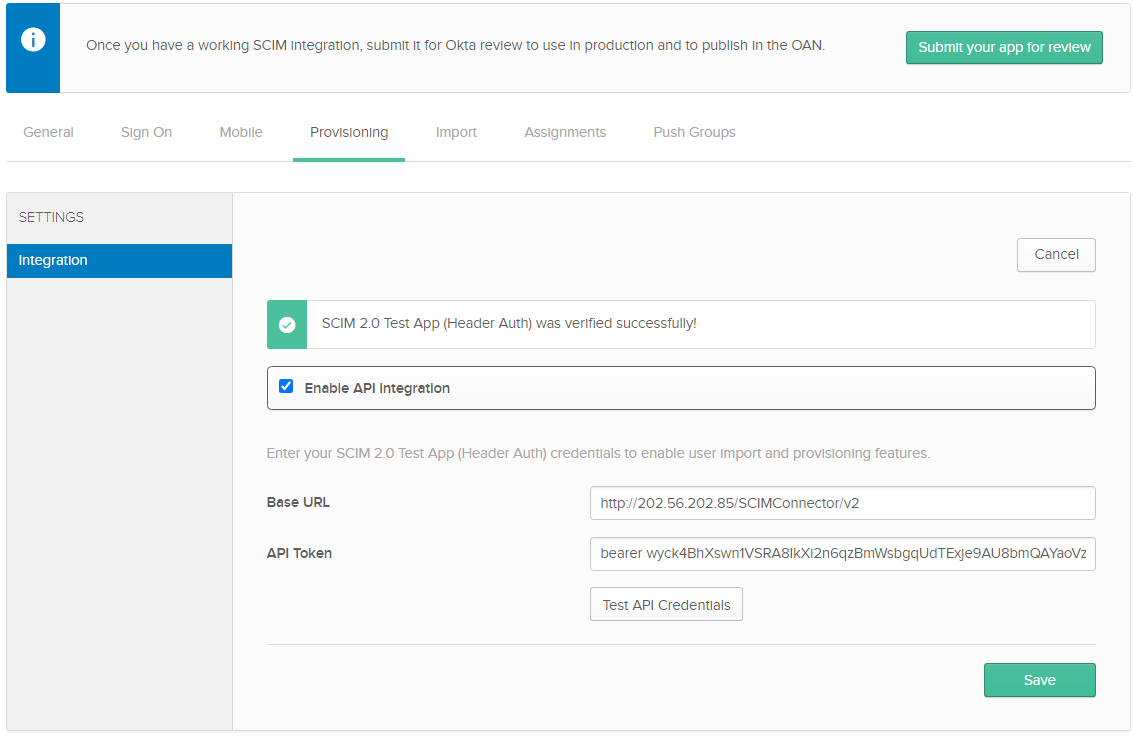 Once you have a working SCIM integration, submit it for Okta review to use in production and to publish in the OAN.
Submit your app for review
General
Sign On
Mobile
Provisioning
Import
Assignments
Push Groups
SETTINGS
Integration
Cancel
SCIM 2.0 Test App (Header Auth) was verified successfully!
Enable API Integration
Enter your SCIM 2.0 Test App (Header Auth) credentials to enable user import and provisioning features.
Base URL
http://202.56.202.85/SCIMConnector/v2
API Token
bearer wyck4BhXswn1VSRA8IkXi2n6qzBmWsbgqUdTExje9AU8bmQAYaoVz
Test API Credentials
Save